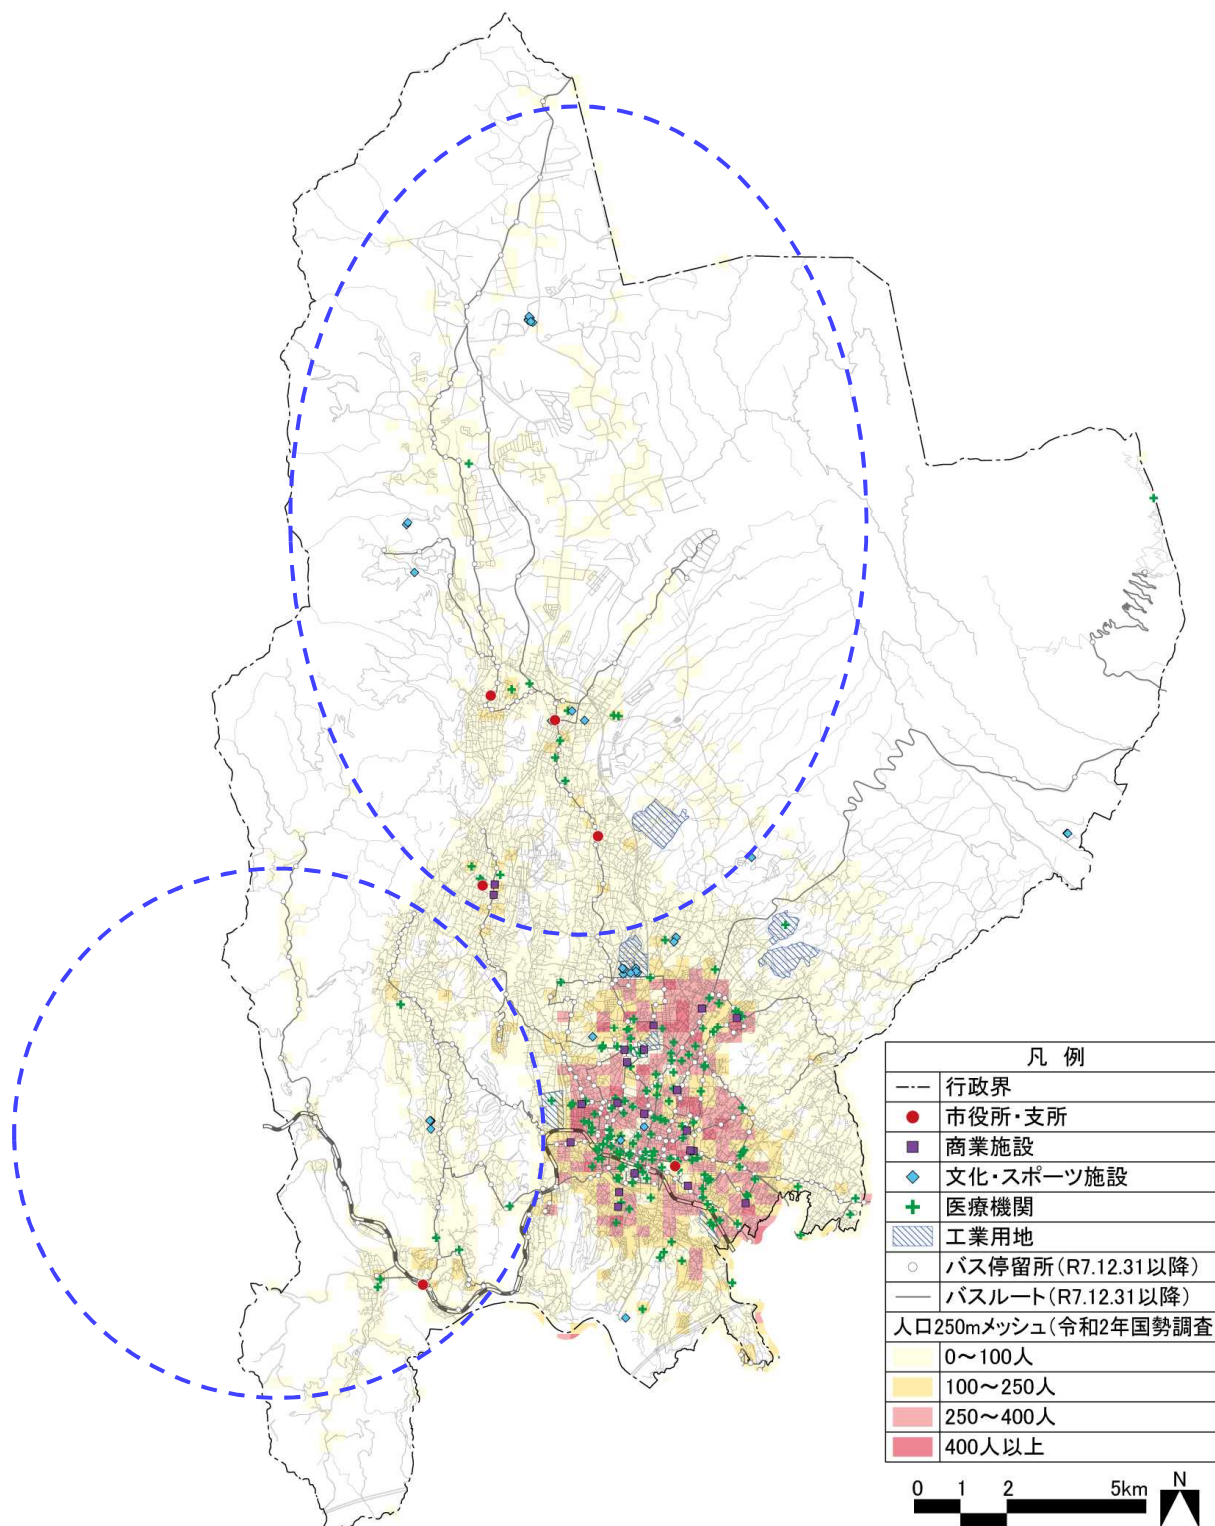 凡 例
行政界
市役所・支所
商業施設
文化・スポーツ施設
医療機関
工業用地
バス停留所(R7.12.31以降)
バスルート(R7.12.31以降)
人口250mメッシュ(令和2年国勢調査
0～100人
100～250人
250～400人
400人以上
0 1 2 5km
N